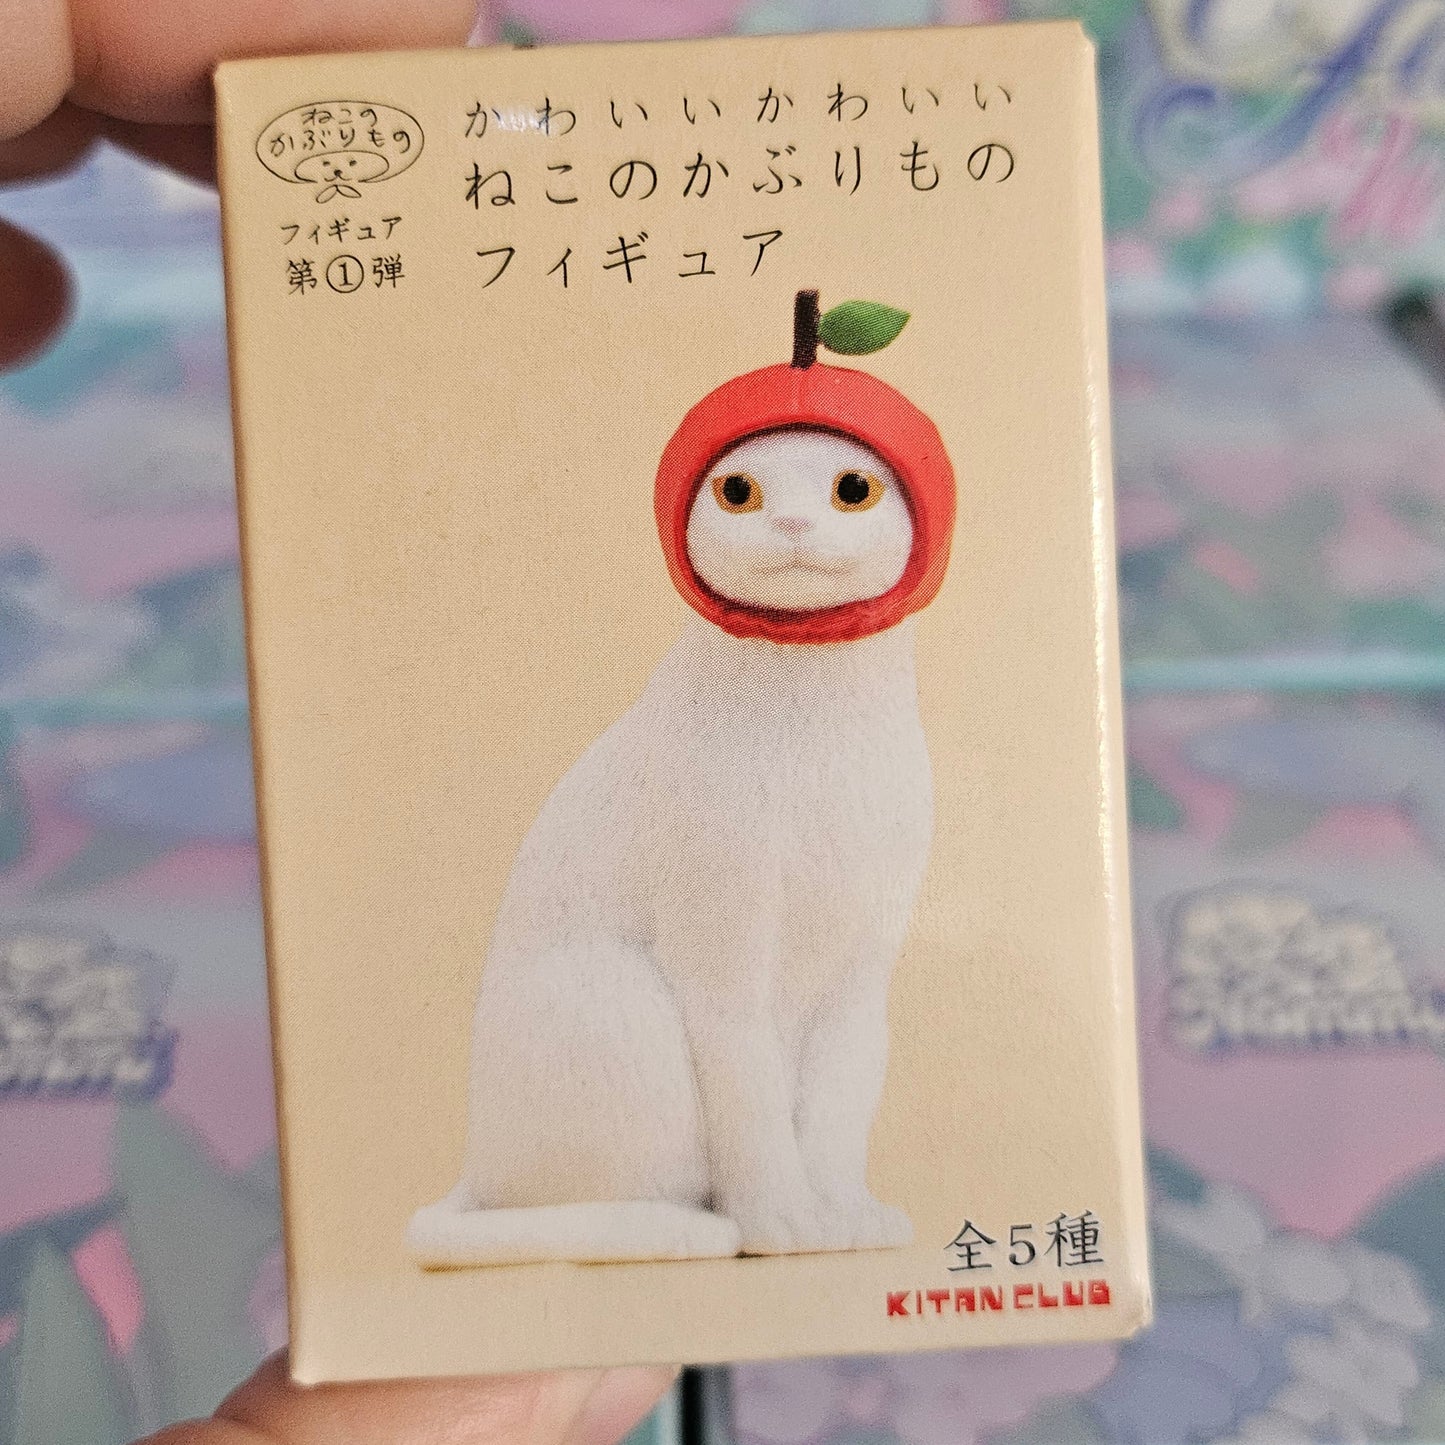 ねこの
かぶりもの
フィギュア
第①弾
かわいいかわいい
ねこのかぶりもの
フィギュア
全5種
KITAN CLUB